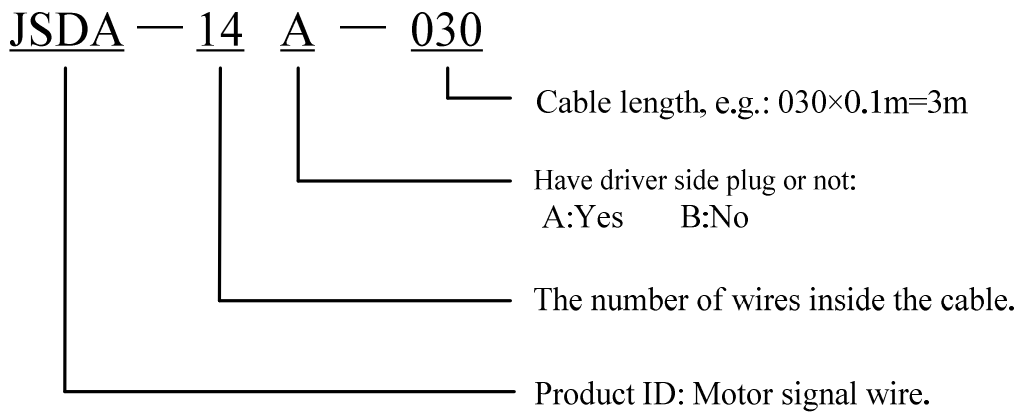 JSDA — 14 A — 030
Cable length, e.g.: 030×0.1m=3m
Have driver side plug or not:
A:Yes B:No
The number of wires inside the cable.
Product ID: Motor signal wire.